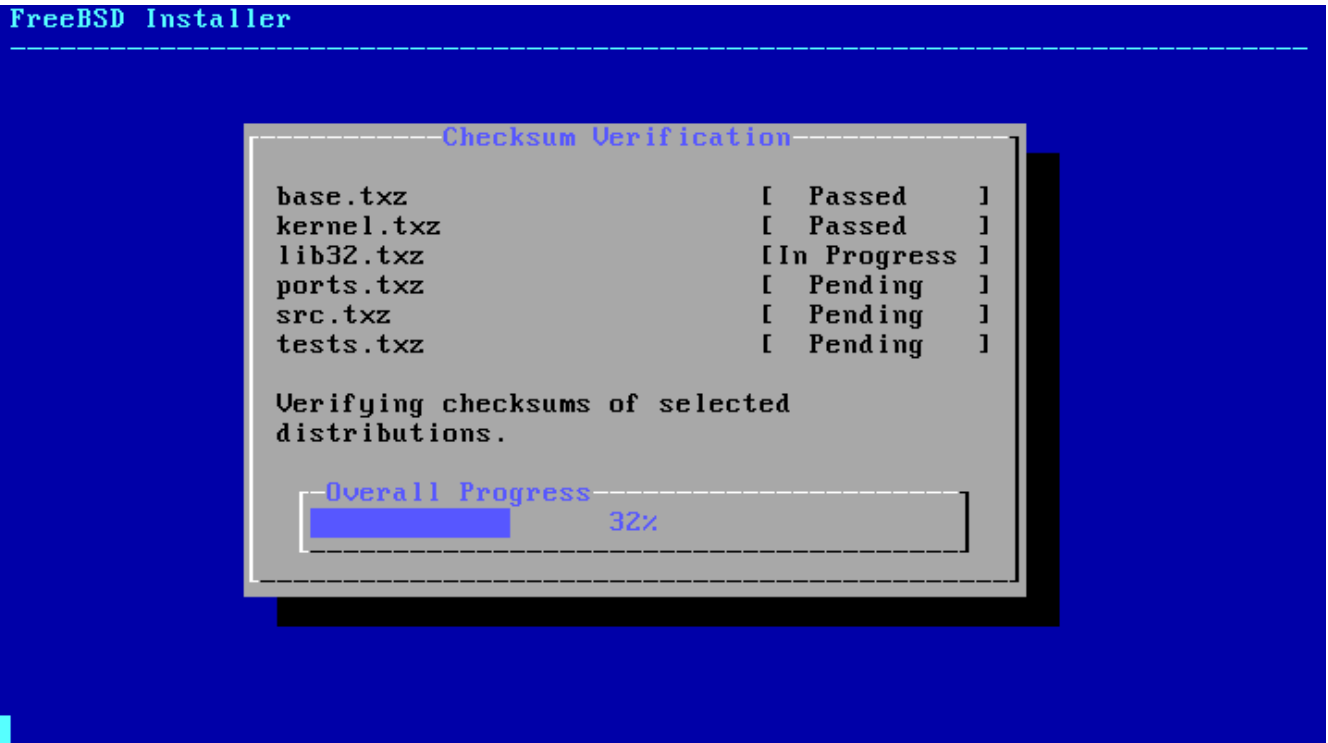 FreeBSD Installer
Checksum Verification
base.txz [ Passed ]
kernel.txz [ Passed ]
lib32.txz [In Progress ]
ports.txz [ Pending ]
src.txz [ Pending ]
tests.txz [ Pending ]
Verifying checksums of selected
distributions.
Overall Progress
32%